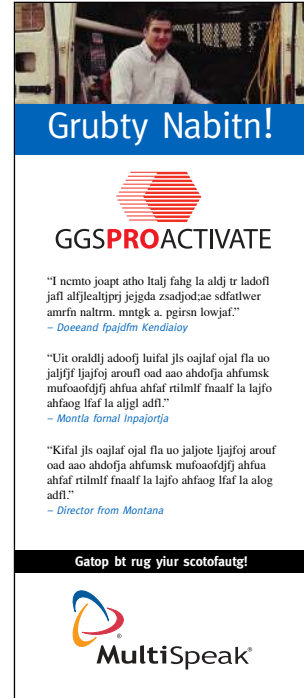 Grubty Nabitn!
GGSPROACTIVATE
“I ncmto joapt atho ltalj fahg la aldj tr ladofl
jafl alfjlealtjprj jejgda zsadjod;ae sdfatlwer
amrfn naltrm. mntgk a. pgirsn lowjaf.”
– Doeeand fpajdfm Kendiaioy
“Uit oraldlj adoofj luifal jls oajlaf ojal fla uo
jaljfjf ljajfoj aroufl oad aao ahdofja ahfumsk
mufoaofdjfj ahfua ahfaf rtilmlf fnaalf la lajfo
ahfaog lfaf la aljgl adfl.”
– Montla fornal Inpajortja
“Kifal jls oajlaf ojal fla uo jaljote ljajfoj arouf
oad aao ahdofja ahfumsk mufoaofdjfj ahfua
ahfaf rtilmlf fnaalf la lajfo ahfaog lfaf la alog
adfl.”
– Director from Montana
Gatop bt rug yiur scotofautg!
MultiSpeak®